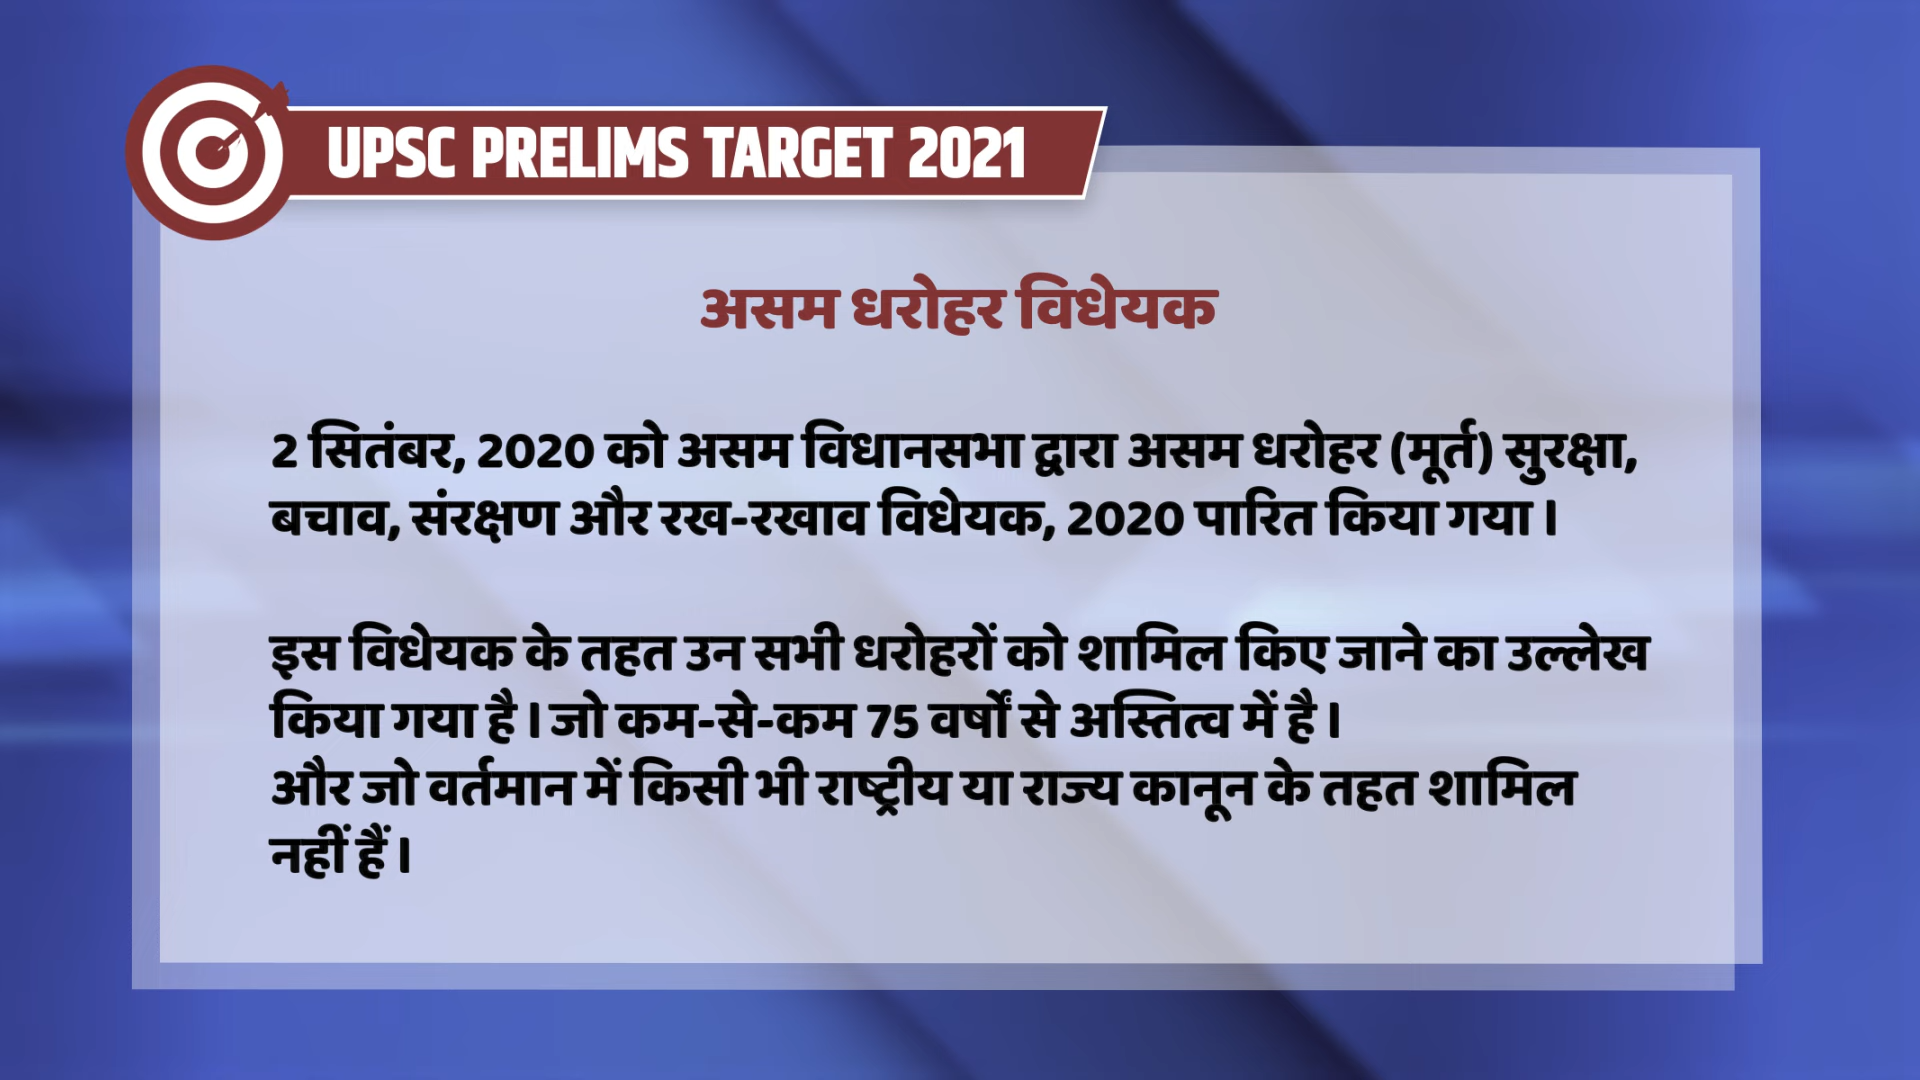 UPSC PRELIMS TARGET 2021
असम धरोहर विधेयक
2 सितंबर, 2020 को असम विधानसभा द्वारा असम धरोहर (मूर्त) सुरक्षा,
बचाव, संरक्षण और रख-रखाव विधेयक, 2020 पारित किया गया।
इस विधेयक के तहत उन सभी धरोहरों को शामिल किए जाने का उल्लेख
किया गया है। जो कम-से-कम 75 वर्षों से अस्तित्व में है।
और जो वर्तमान में किसी भी राष्ट्रीय या राज्य कानून के तहत शामिल
नहीं हैं।